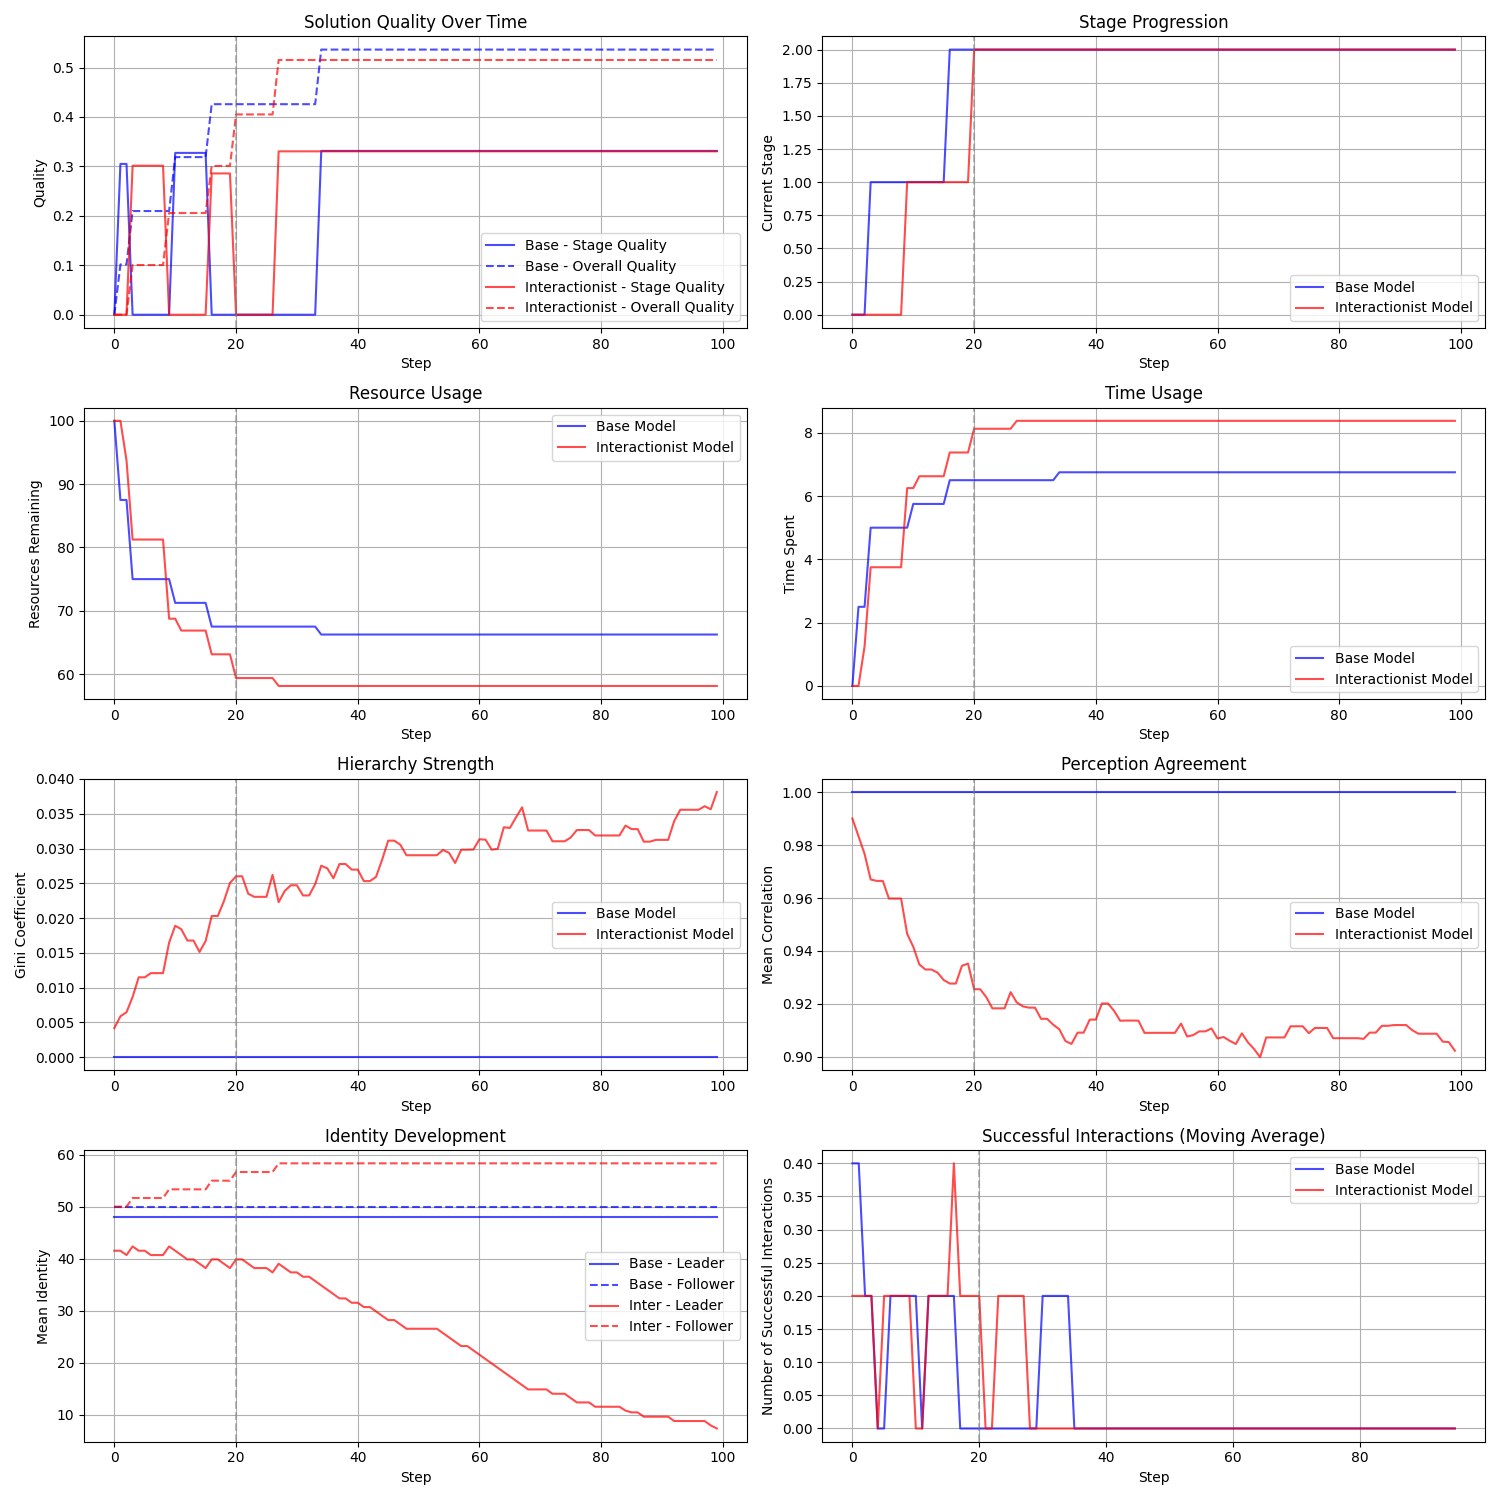 Solution Quality Over Time
Quality
0.5
0.4
0.3
0.2
0.1
0.0
Base - Stage Quality
Base - Overall Quality
Interactionist - Stage Quality
Interactionist - Overall Quality
0 20 40 60 80 100
Step
Stage Progression
Current Stage
2.00
1.75
1.50
1.25
1.00
0.75
0.50
0.25
0.00
Base Model
Interactionist Model
0 20 40 60 80 100
Step
Resource Usage
Resources Remaining
100
90
80
70
60
Base Model
Interactionist Model
0 20 40 60 80 100
Step
Time Usage
Time Spent
8
6
4
2
0
Base Model
Interactionist Model
0 20 40 60 80 100
Step
Hierarchy Strength
Gini Coefficient
0.040
0.035
0.030
0.025
0.020
0.015
0.010
0.005
0.000
Base Model
Interactionist Model
0 20 40 60 80 100
Step
Perception Agreement
Mean Correlation
1.00
0.98
0.96
0.94
0.92
0.90
Base Model
Interactionist Model
0 20 40 60 80 100
Step
Identity Development
Mean Identity
60
50
40
30
20
10
Base - Leader
Base - Follower
Inter - Leader
Inter - Follower
0 20 40 60 80 100
Step
Successful Interactions (Moving Average)
Number of Successful Interactions
0.40
0.35
0.30
0.25
0.20
0.15
0.10
0.05
0.00
Base Model
Interactionist Model
0 20 40 60 80
Step